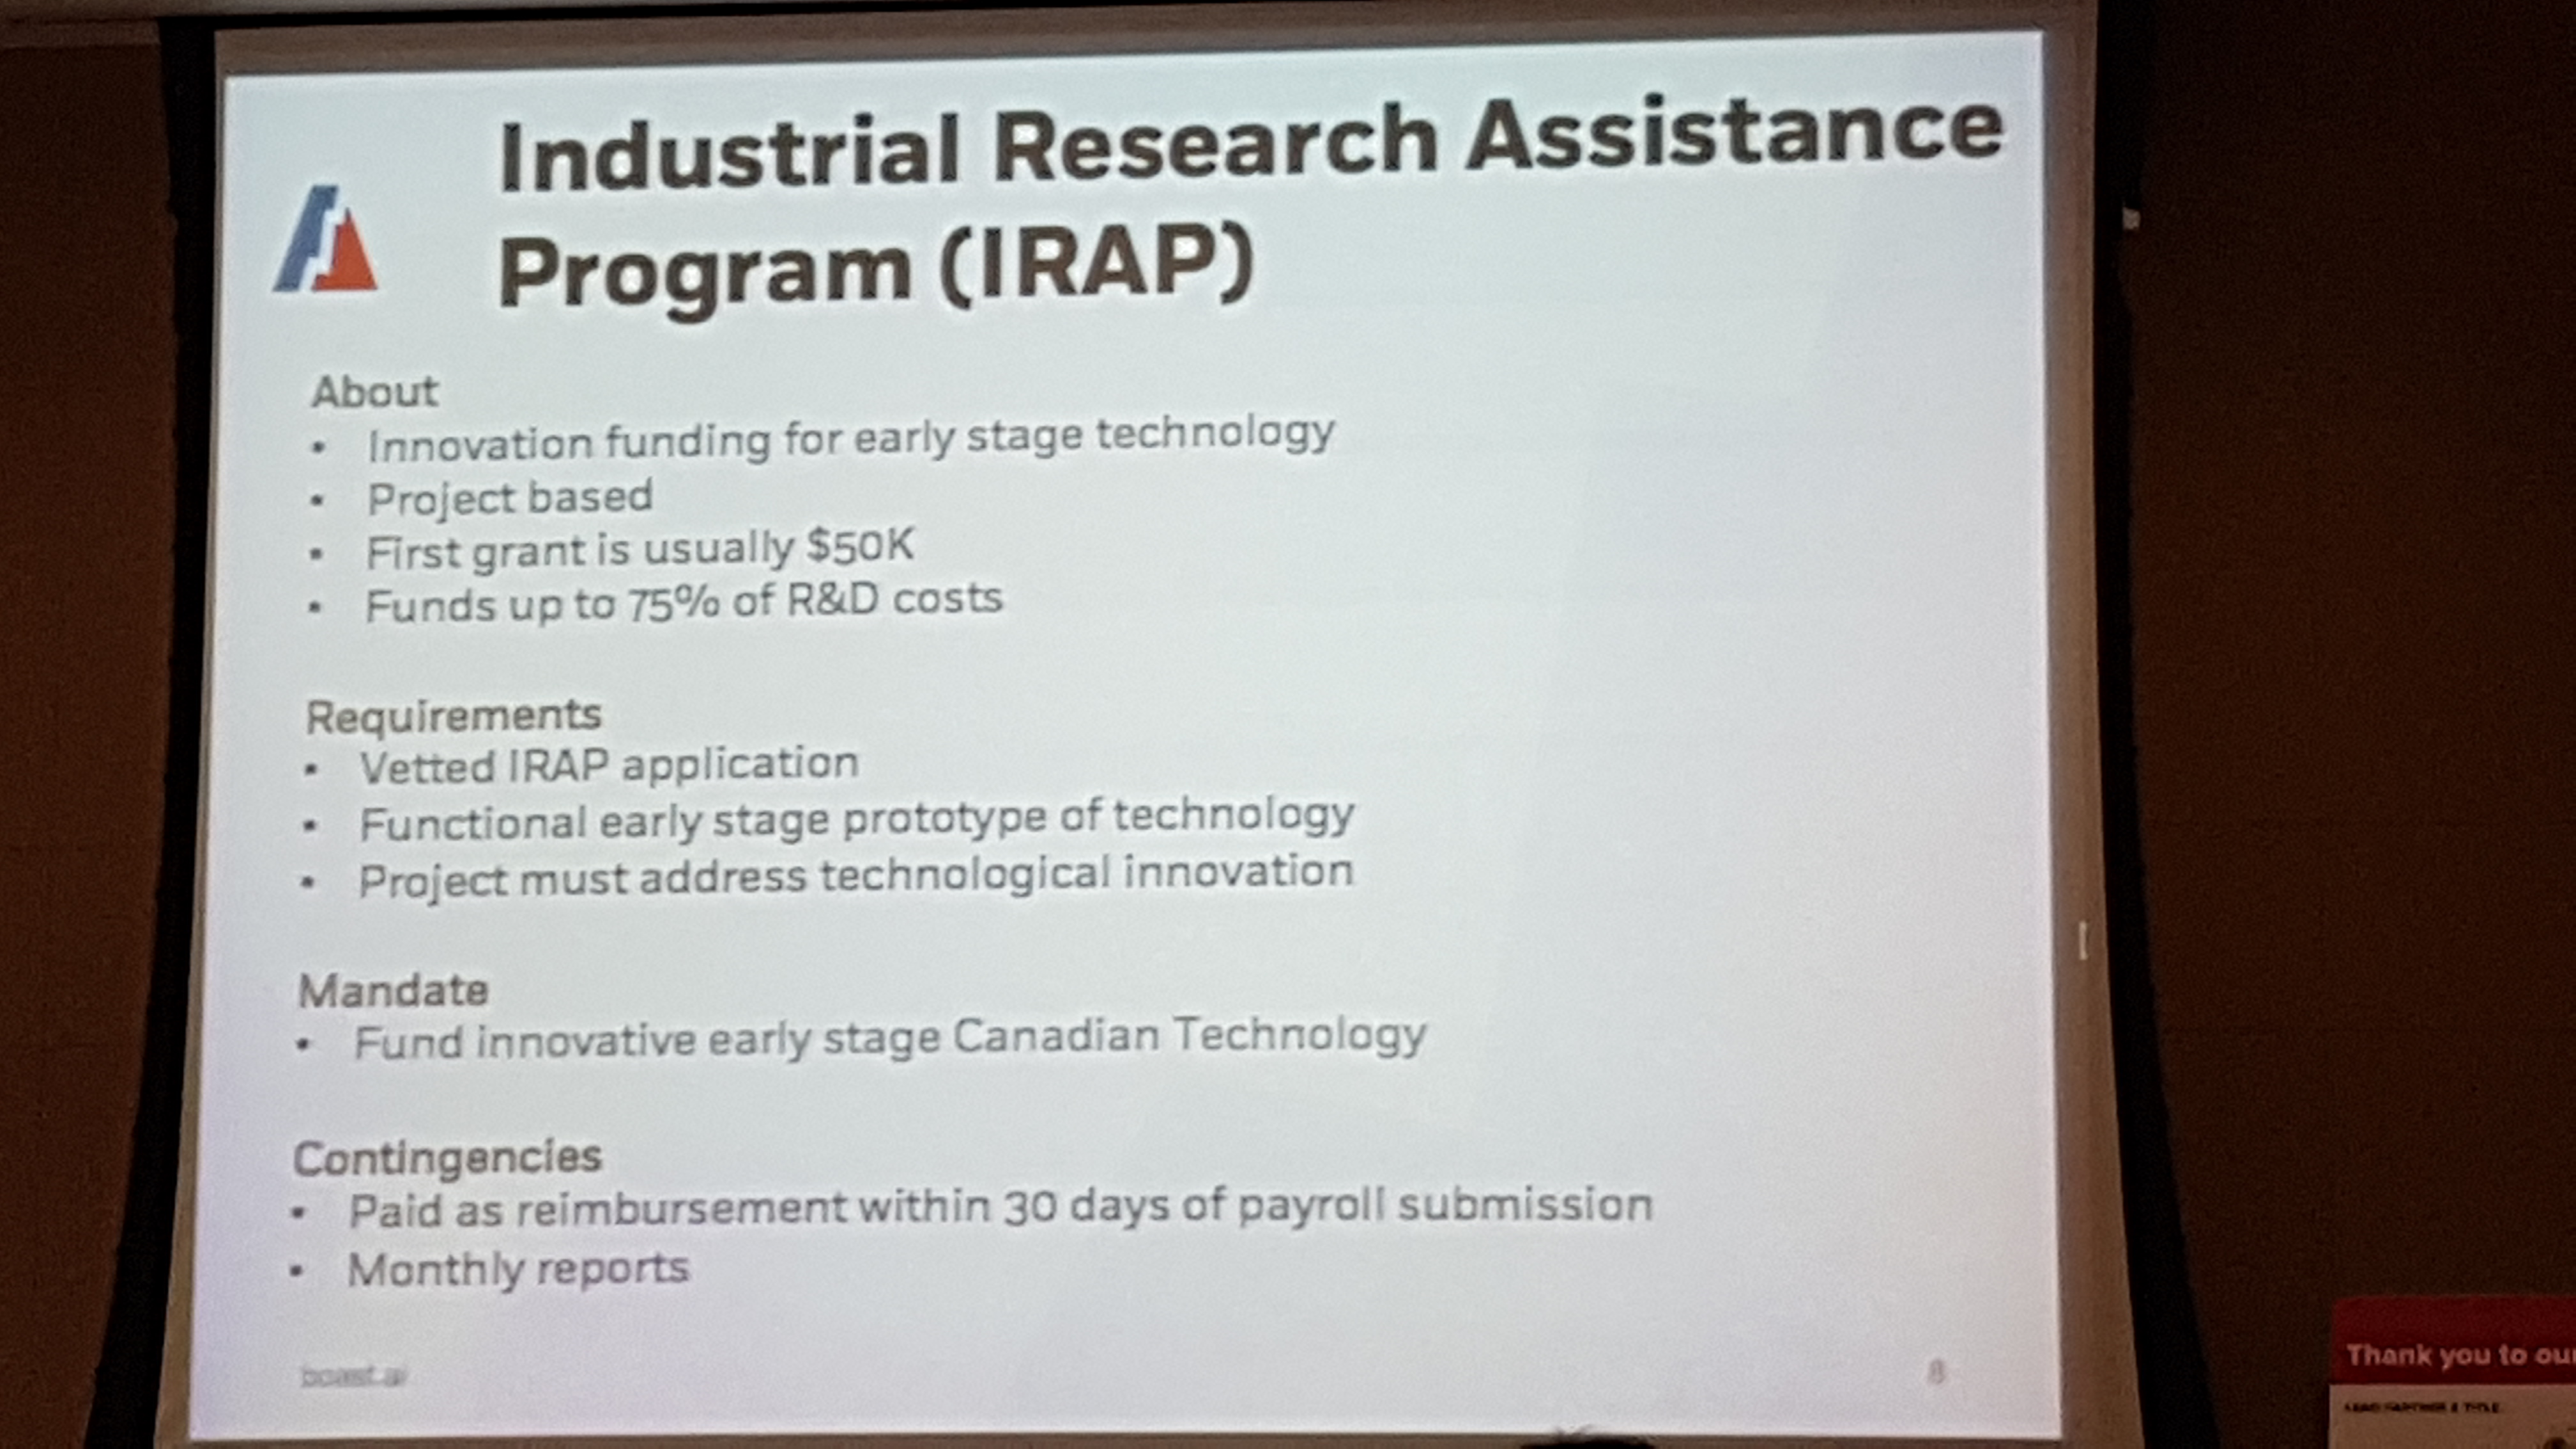 Industrial Research Assistance
Program (IRAP)
About
• Innovation funding for early stage technology
• Project based
• First grant is usually $50K
• Funds up to 75% of R&D costs
Requirements
• Vetted IRAP application
• Functional early stage prototype of technology
• Project must address technological innovation
Mandate
• Fund innovative early stage Canadian Technology
Contingencies
• Paid as reimbursement within 30 days of payroll submission
• Monthly reports
boast.ai
8
Thank you to our